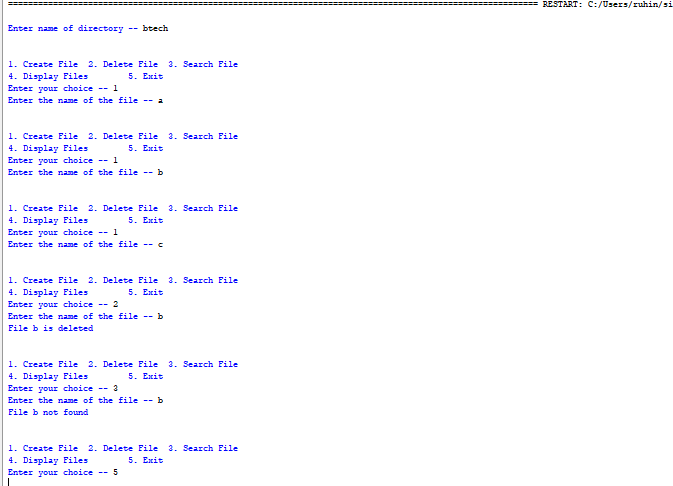 ================================================================================ RESTART: C:/Users/ruhin/si
Enter name of directory -- btech
1. Create File  2. Delete File  3. Search File
4. Display Files        5. Exit
Enter your choice -- 1
Enter the name of the file -- a
1. Create File  2. Delete File  3. Search File
4. Display Files        5. Exit
Enter your choice -- 1
Enter the name of the file -- b
1. Create File  2. Delete File  3. Search File
4. Display Files        5. Exit
Enter your choice -- 1
Enter the name of the file -- c
1. Create File  2. Delete File  3. Search File
4. Display Files        5. Exit
Enter your choice -- 2
Enter the name of the file -- b
File b is deleted
1. Create File  2. Delete File  3. Search File
4. Display Files        5. Exit
Enter your choice -- 3
Enter the name of the file -- b
File b not found
1. Create File  2. Delete File  3. Search File
4. Display Files        5. Exit
Enter your choice -- 5